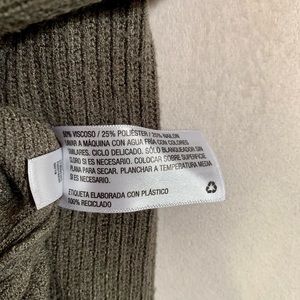 50% VISCOSO / 25% POLIÉSTER / 25% NAILON
LAVAR A MÁQUINA CON AGUA FRIA CON COLORES
SIMILARES. CICLO DELICADO. SÓLO BLANQUEADOR SIN
CLORO SI ES NECESARIO. COLOCAR SOBRE SUPERFICIE
PLANA PARA SECAR. PLANCHAR A TEMPERATURA MEDIA
SI ES NECESARIO.
ETIQUETA ELABORADA CON PLÁSTICO
100% RECICLADO